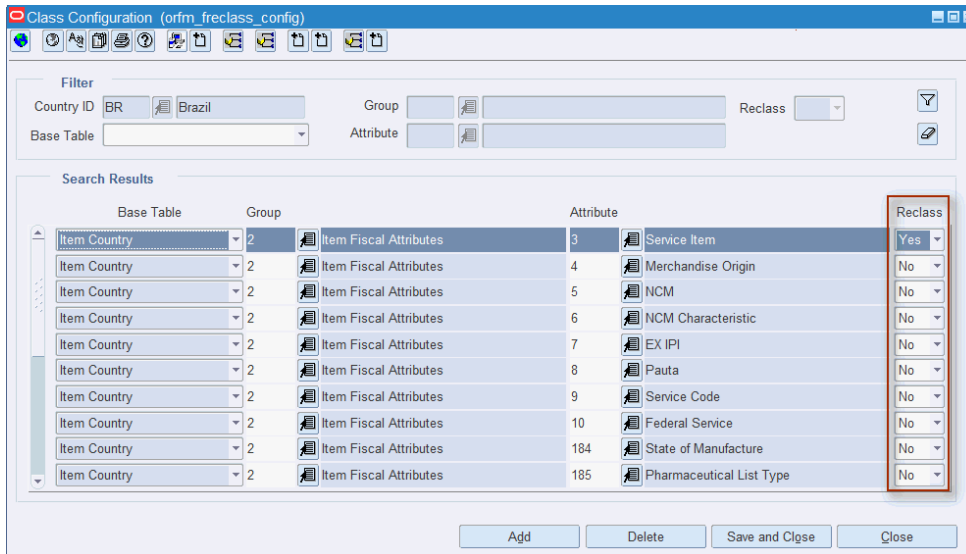 Class Configuration (orfm_freclass_config)
Filter
Country ID BR Brazil Group Reclass
Base Table Attribute
Search Results
Base Table Group Attribute Reclass
Item Country 2 Item Fiscal Attributes 3 Service Item Yes
Item Country 2 Item Fiscal Attributes 4 Merchandise Origin No
Item Country 2 Item Fiscal Attributes 5 NCM No
Item Country 2 Item Fiscal Attributes 6 NCM Characteristic No
Item Country 2 Item Fiscal Attributes 7 EX IPI No
Item Country 2 Item Fiscal Attributes 8 Pauta No
Item Country 2 Item Fiscal Attributes 9 Service Code No
Item Country 2 Item Fiscal Attributes 10 Federal Service No
Item Country 2 Item Fiscal Attributes 184 State of Manufacture No
Item Country 2 Item Fiscal Attributes 185 Pharmaceutical List Type No
Add Delete Save and Close Close